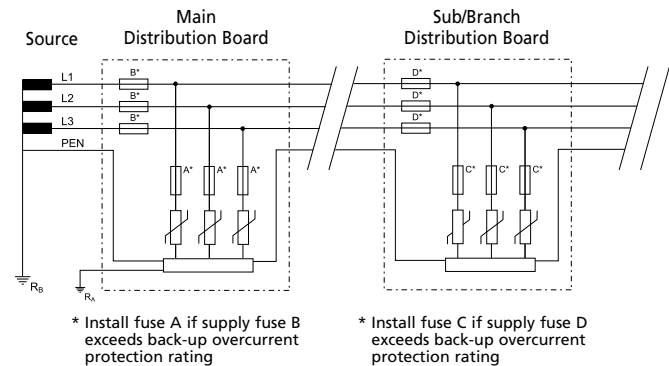 Source
Main
Distribution Board
Sub/Branch
Distribution Board
L1
L2
L3
PEN
B*
B*
B*
D*
D*
D*
A*
A*
A*
C*
C*
C*
RB
RA
* Install fuse A if supply fuse B
exceeds back-up overcurrent
protection rating
* Install fuse C if supply fuse D
exceeds back-up overcurrent
protection rating